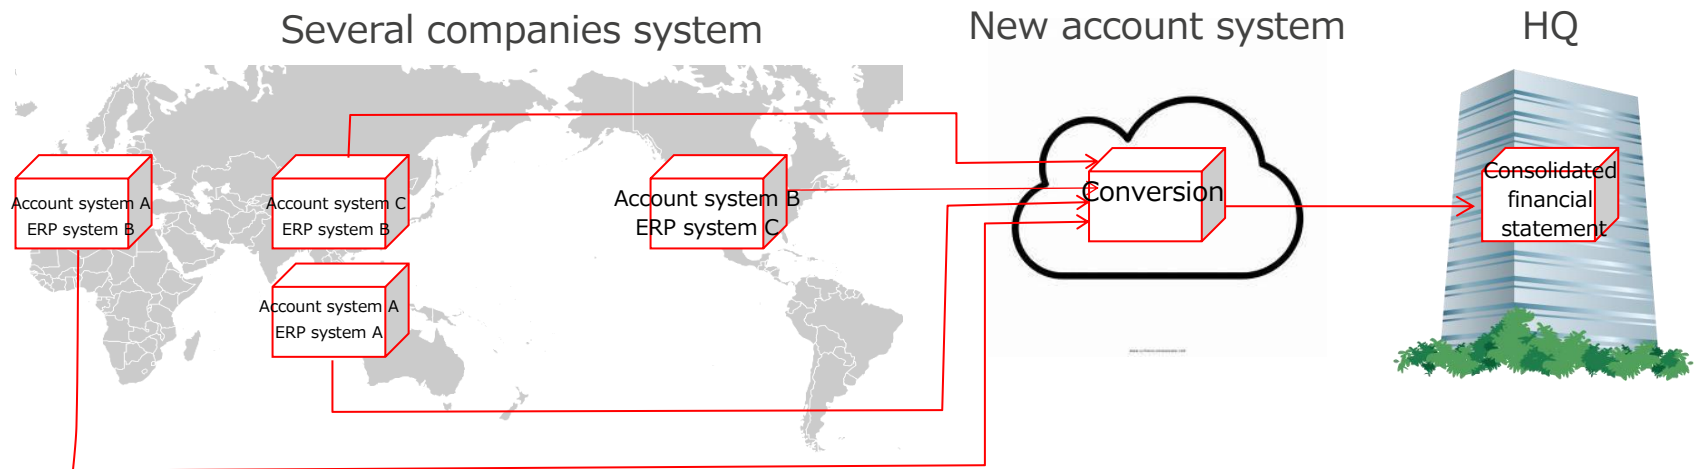 Several companies system
New account system
HQ
Account system A
ERP system B
Account system C
ERP system B
Account system B
ERP system C
Account system A
ERP system A
Conversion
Consolidated
financial
statement